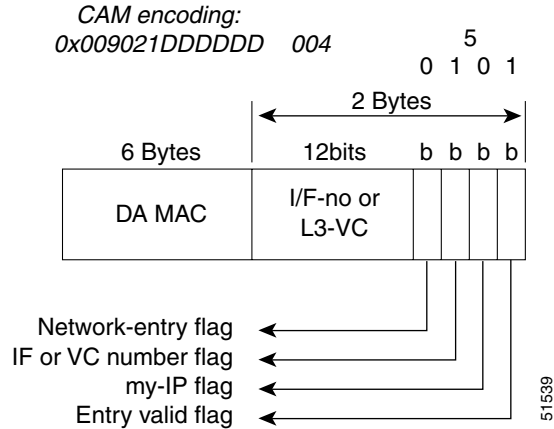 CAM encoding:
0x009021DDDDDD 004 5
0 1 0 1
2 Bytes
6 Bytes 12bits b b b b
DA MAC I/F-no or
L3-VC
Network-entry flag
IF or VC number flag
my-IP flag
Entry valid flag
51539